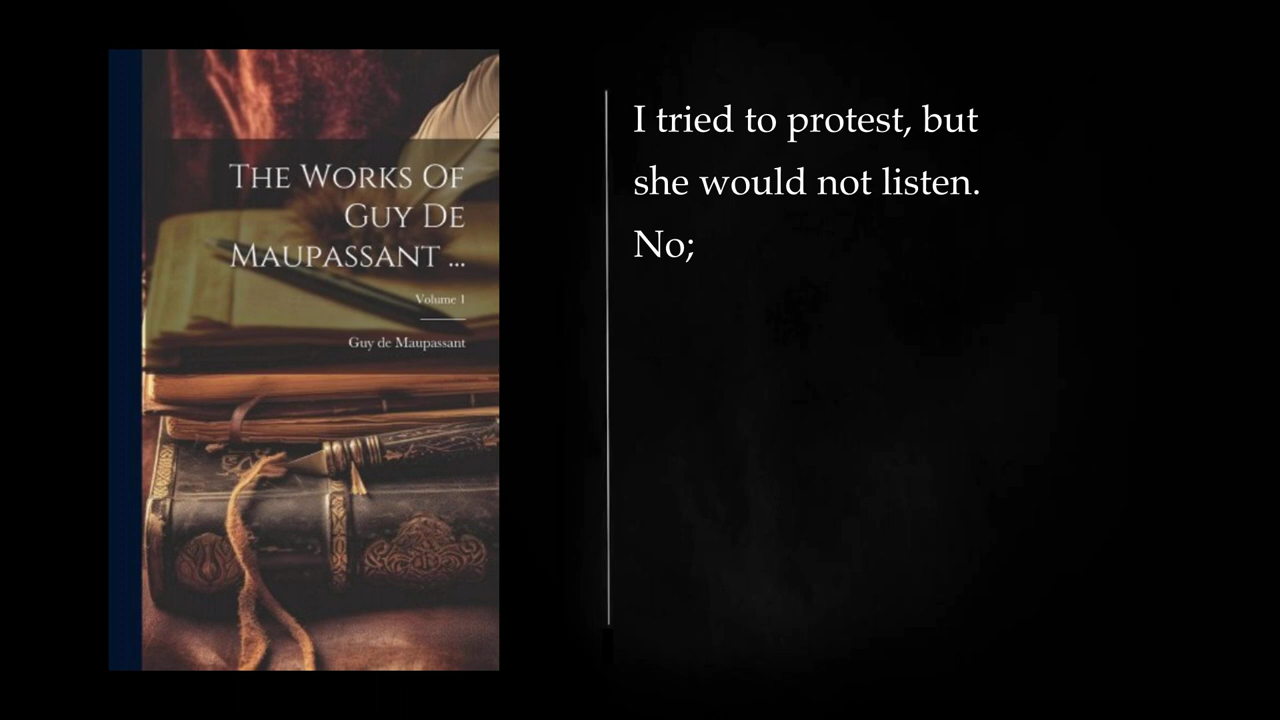 The Works Of
Guy De
Maupassant ...
Volume 1
Guy de Maupassant
I tried to protest, but
she would not listen.
No;